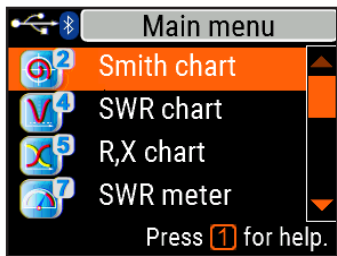 Main menu
2 Smith chart
4 SWR chart
5 R,X chart
7 SWR meter
Press 1 for help.